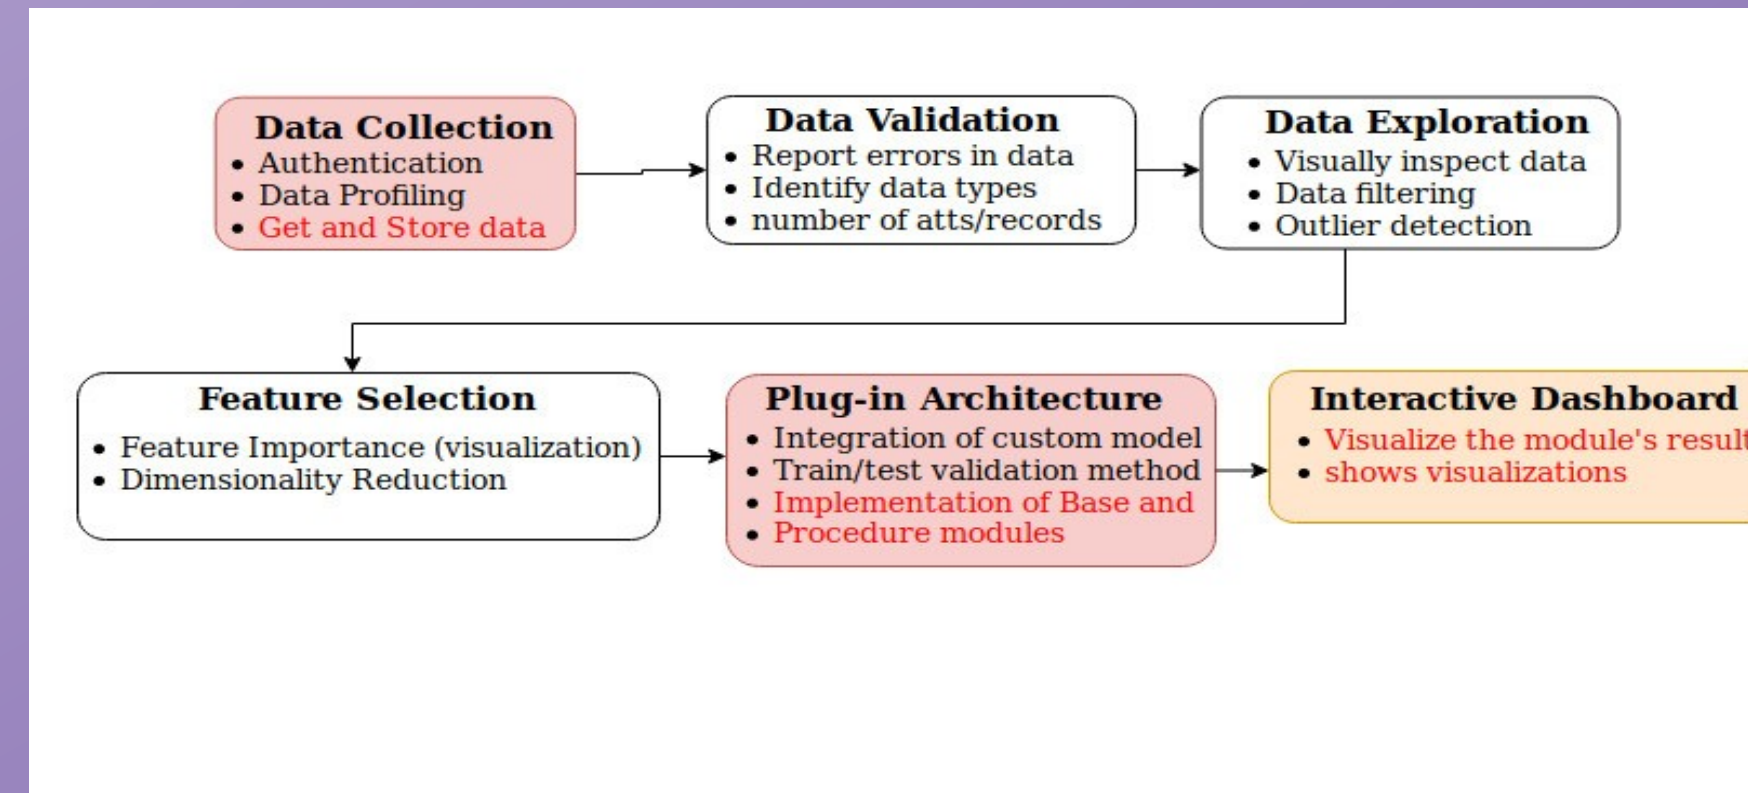 Data Collection
• Authentication
• Data Profiling
• Get and Store data
Data Validation
• Report errors in data
• Identify data types
• number of atts/records
Data Exploration
• Visually inspect data
• Data filtering
• Outlier detection
Feature Selection
• Feature Importance (visualization)
• Dimensionality Reduction
Plug-in Architecture
• Integration of custom model
• Train/test validation method
• Implementation of Base and
• Procedure modules
Interactive Dashboard
• Visualize the module's result
• shows visualizations